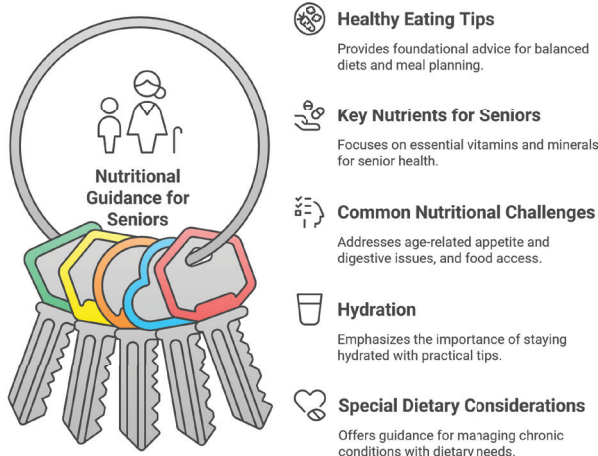 Nutritional
Guidance for
Seniors
Healthy Eating Tips
Provides foundational advice for balanced
diets and meal planning.
Key Nutrients for Seniors
Focuses on essential vitamins and minerals
for senior health.
Common Nutritional Challenges
Addresses age-related appetite and
digestive issues, and food access.
Hydration
Emphasizes the importance of staying
hydrated with practical tips.
Special Dietary Considerations
Offers guidance for managing chronic
conditions with dietary needs.